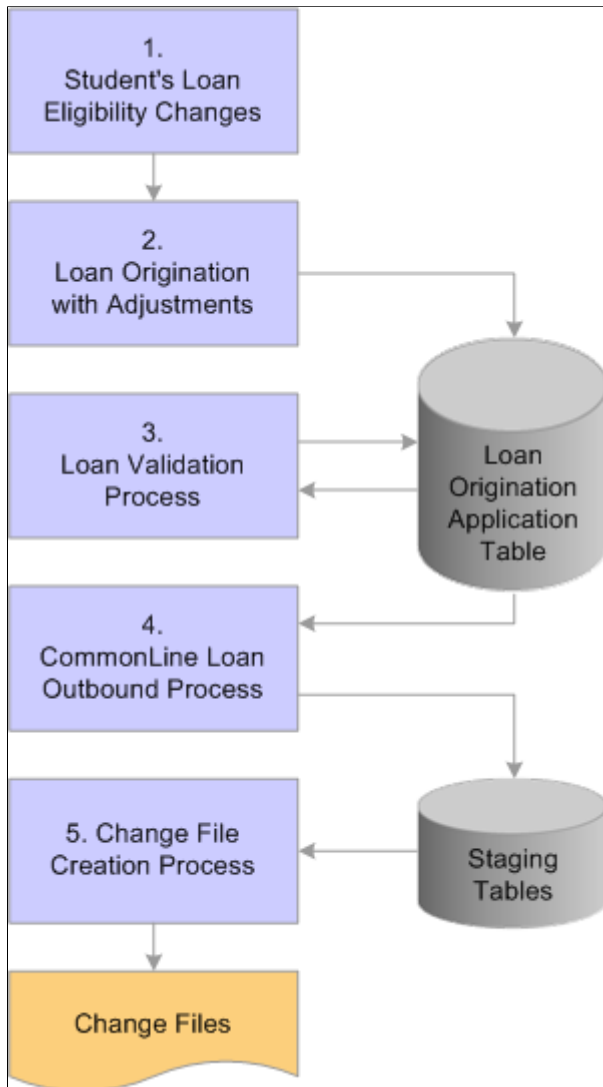 1.
Student's Loan
Eligibility Changes
2.
Loan Origination
with Adjustments
3.
Loan Validation
Process
Loan
Origination
Application
Table
4.
CommonLine Loan
Outbound Process
5. Change File
Creation Process
Staging
Tables
Change Files